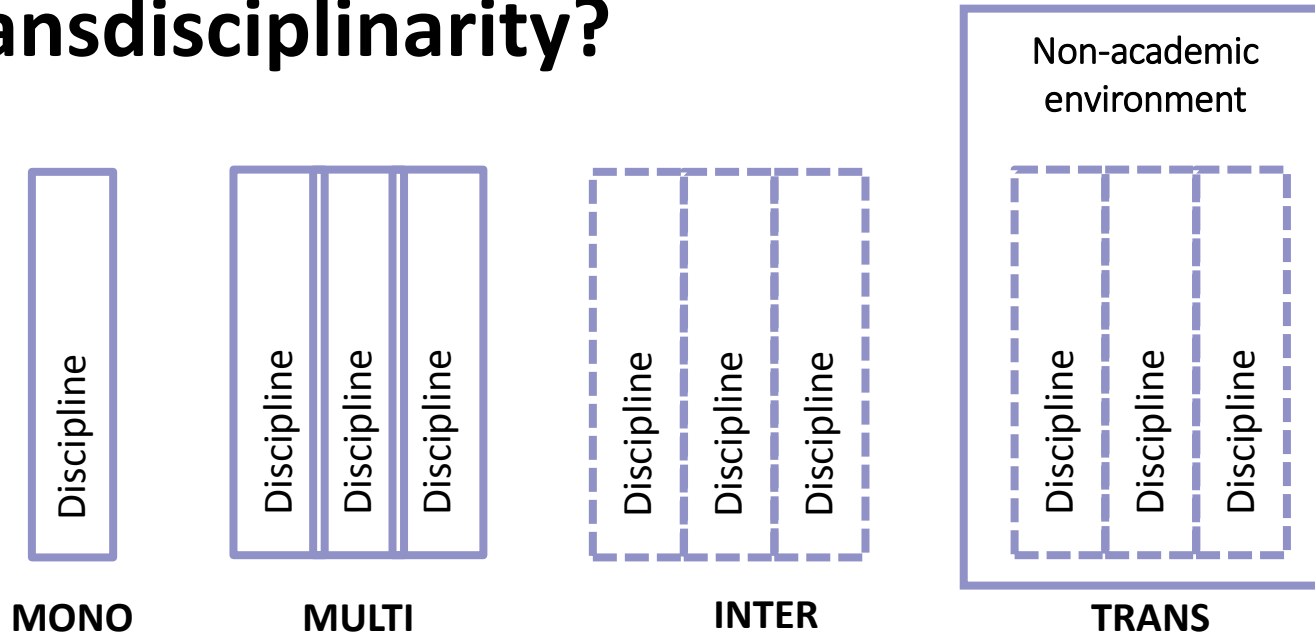 ansdisciplinarity?
Non-academic
environment
Discipline
Discipline
Discipline
Discipline
Discipline
Discipline
Discipline
Discipline
Discipline
Discipline
MONO
MULTI
INTER
TRANS